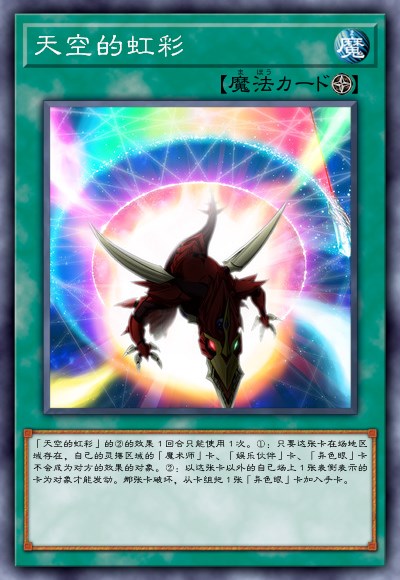 天空的虹彩
魔
【魔法カード】
まほう
「天空的虹彩」的③的效果1回合只能使用1次。①：只要这张卡在场地区
域存在，自己的灵摆区域的「魔术师」卡、「娱乐伙伴」卡、「异色眼」卡
不会成为对方的效果的对象。②：以这张卡以外的自己场上1张表侧表示的
卡为对象才能发动。那张卡破坏，从卡组把1张「异色眼」卡加入手卡。